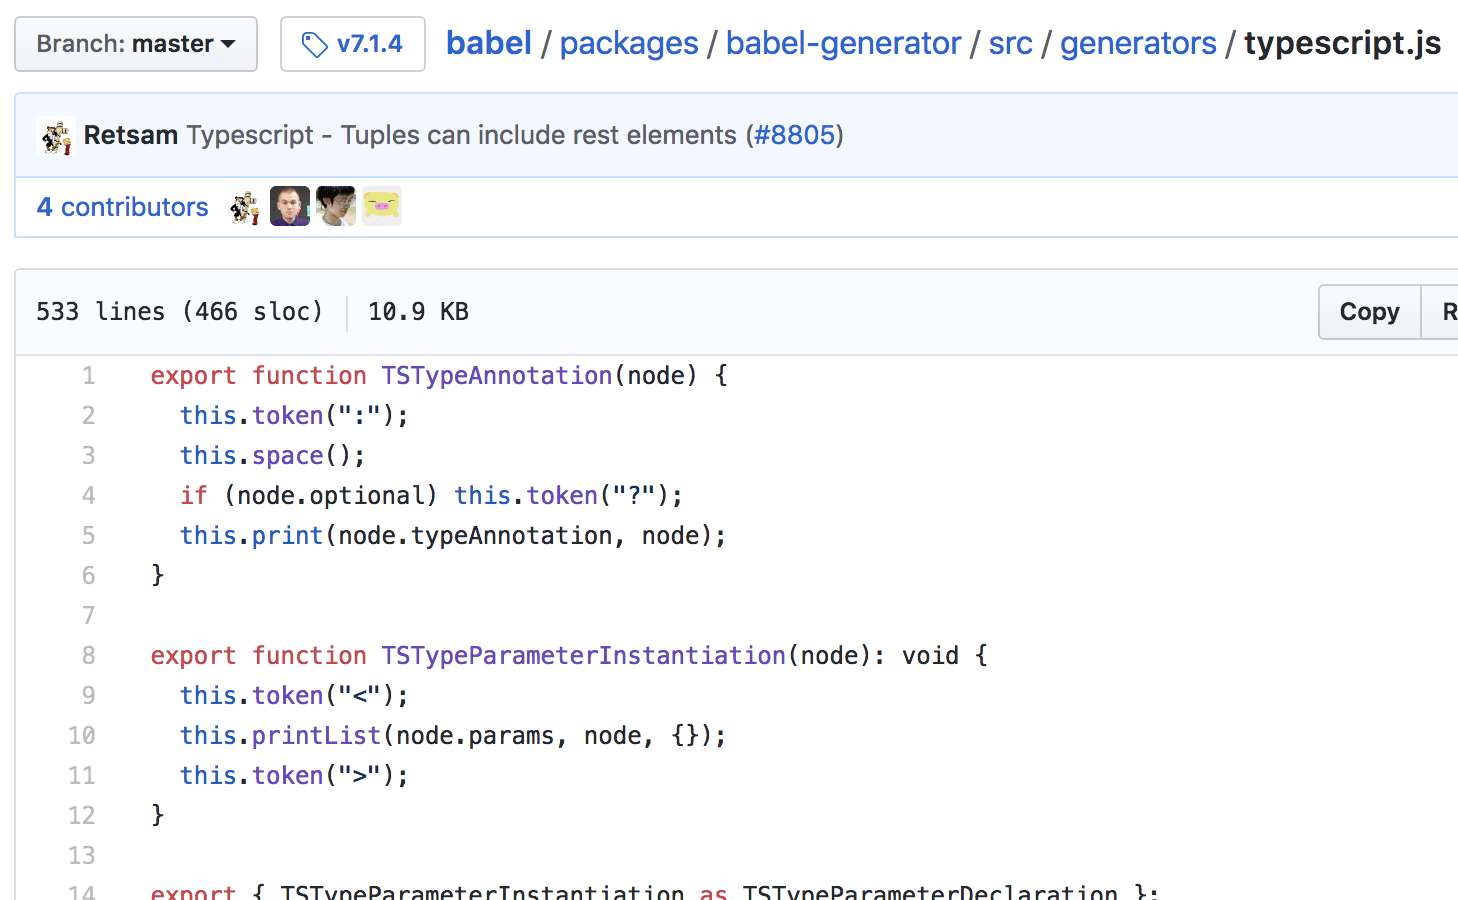 Branch: master
v7.1.4
babel / packages / babel-generator / src / generators / typescript.js
Retsam Typescript - Tuples can include rest elements (#8805)
4 contributors
533 lines (466 sloc) 10.9 KB
Copy R
1 export function TSTypeAnnotation(node) {
2 this.token(":");
3 this.space();
4 if (node.optional) this.token("?");
5 this.print(node.typeAnnotation, node);
6 }
7
8 export function TSTypeParameterInstantiation(node): void {
9 this.token("<");
10 this.printList(node.params, node, {});
11 this.token(">");
12 }
13
14 export { TSTypeParameterInstantiation as TSTypeParameterDeclaration };